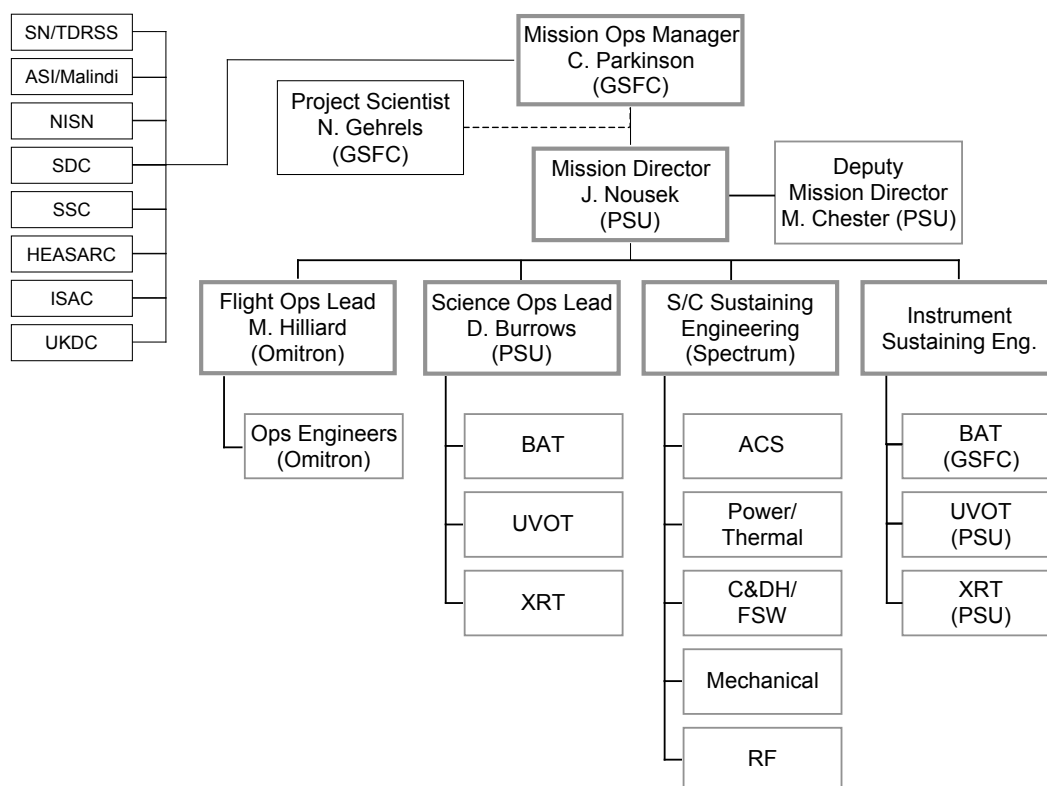 SN/TDRSS
ASI/Malindi
NISN
SDC
SSC
HEASARC
ISAC
UKDC
Mission Ops Manager
C. Parkinson
(GSFC)
Project Scientist
N. Gehrels
(GSFC)
Mission Director
J. Nousek
(PSU)
Deputy
Mission Director
M. Chester (PSU)
Flight Ops Lead
M. Hilliard
(Omitron)
Science Ops Lead
D. Burrows
(PSU)
S/C Sustaining
Engineering
(Spectrum)
Instrument
Sustaining Eng.
Ops Engineers
(Omitron)
BAT
UVOT
XRT
ACS
Power/
Thermal
C&DH/
FSW
Mechanical
RF
BAT
(GSFC)
UVOT
(PSU)
XRT
(PSU)